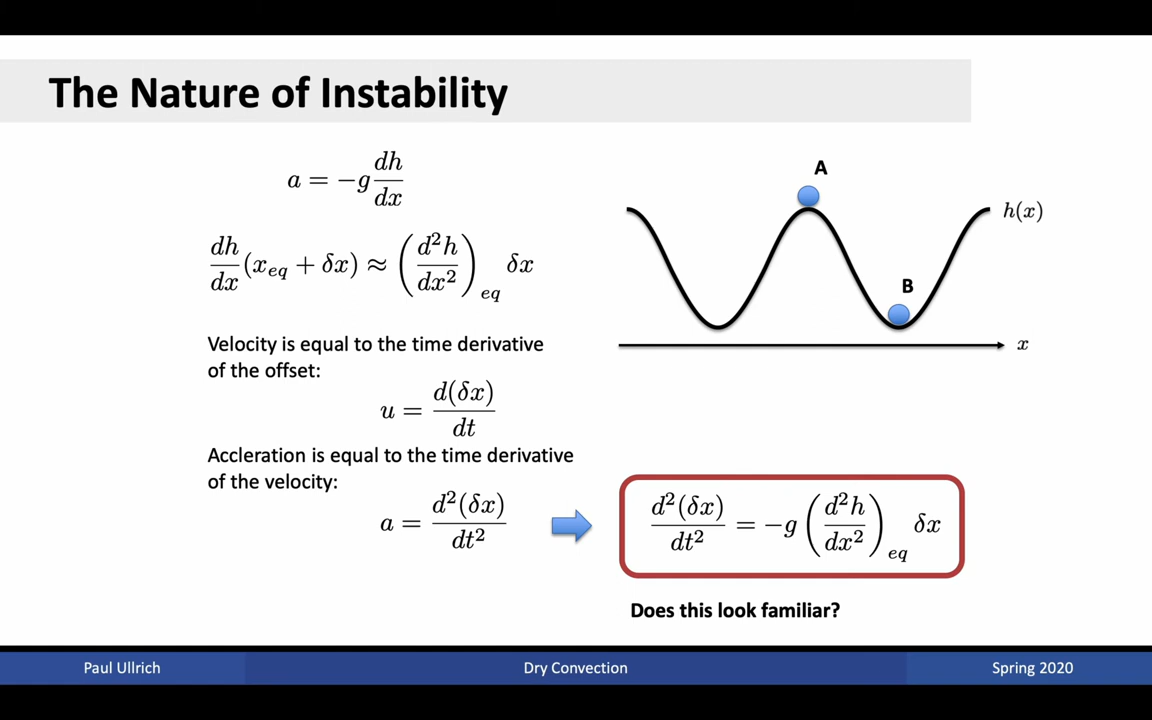 The Nature of Instability
a = −g dh/dx
dh/dx (x_eq + δx) ≈ (d²h/dx²)_eq δx
Velocity is equal to the time derivative
of the offset:
u = d(δx)/dt
Accleration is equal to the time derivative
of the velocity:
a = d²(δx)/dt²
A
h(x)
B
x
d²(δx)/dt² = −g (d²h/dx²)_eq δx
Does this look familiar?
Paul Ullrich
Dry Convection
Spring 2020